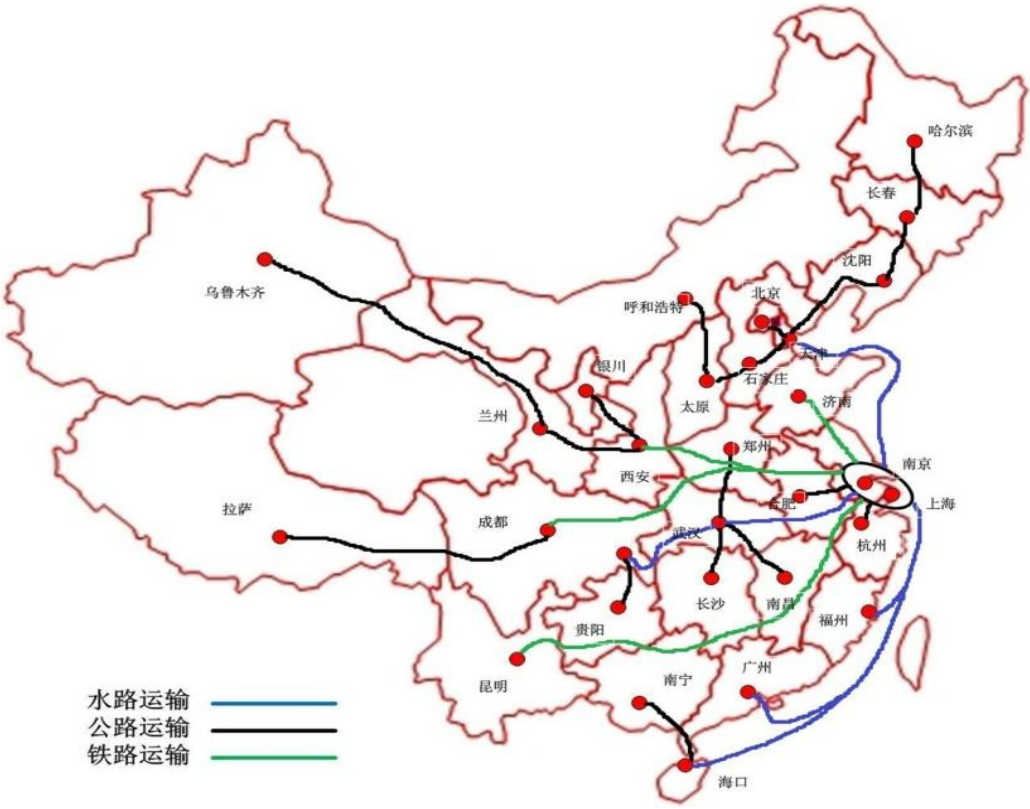 哈尔滨
长春
沈阳
北京
呼和浩特
乌鲁木齐
天津
银川
石家庄
太原
济南
兰州
郑州
西安
南京
上海
合肥
拉萨
成都
武汉
杭州
长沙
南昌
贵阳
福州
广州
昆明
南宁
海口
水路运输
公路运输
铁路运输